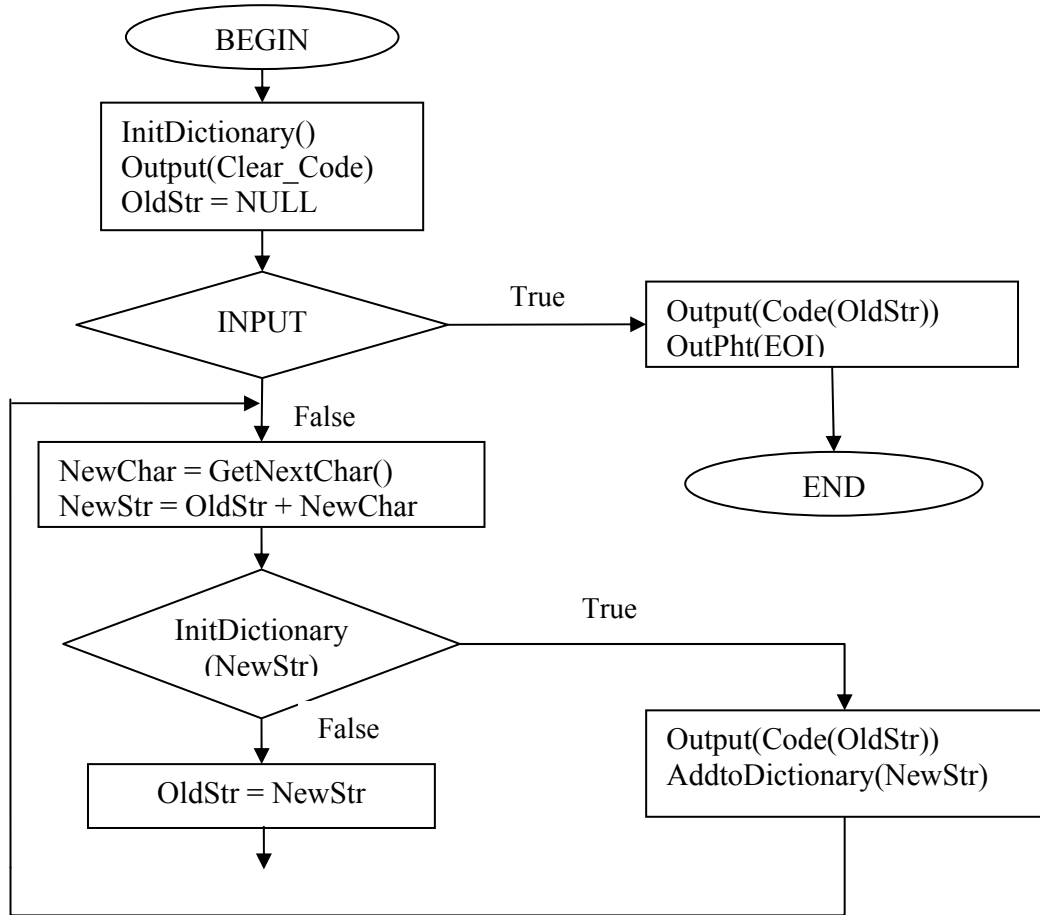 BEGIN
InitDictionary()
Output(Clear_Code)
OldStr = NULL
INPUT
True
Output(Code(OldStr))
OutPht(EOI)
END
False
NewChar = GetNextChar()
NewStr = OldStr + NewChar
InitDictionary
(NewStr)
True
False
Output(Code(OldStr))
AddtoDictionary(NewStr)
OldStr = NewStr